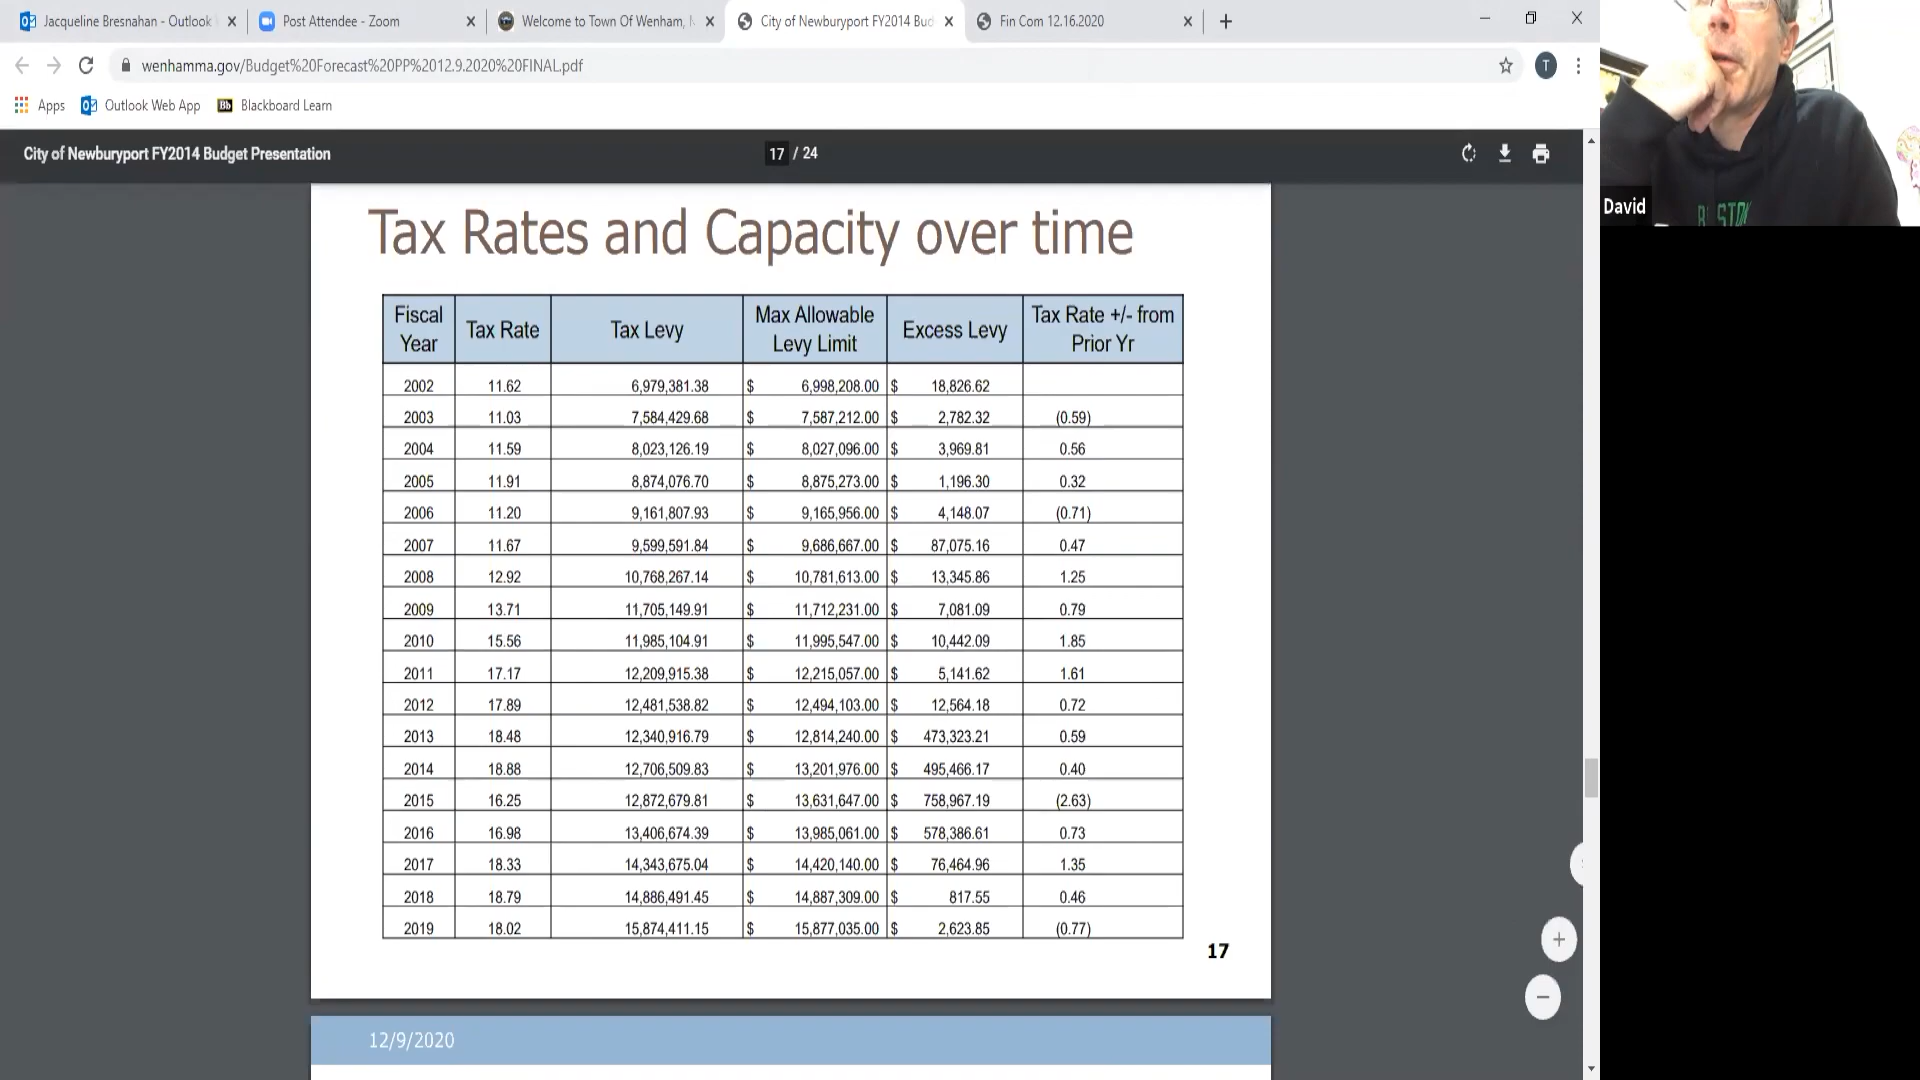 Jacqueline Bresnahan - Outlook
Post Attendee - Zoom
Welcome to Town Of Wenham,
City of Newburyport FY2014 Bud
Fin Com 12.16.2020
wenhamma.gov/Budget%20Forecast%20PP%2012.9.2020%20FINAL.pdf
T
Apps
Outlook Web App
Bb
Blackboard Learn
City of Newburyport FY2014 Budget Presentation
17 / 24
David
Tax Rates and Capacity over time
Fiscal Year Tax Rate Tax Levy Max Allowable Levy Limit Excess Levy Tax Rate +/- from Prior Yr
2002 11.62 6,979,381.38 $ 6,998,208.00 $ 18,826.62
2003 11.03 7,584,429.68 $ 7,587,212.00 $ 2,782.32 (0.59)
2004 11.59 8,023,126.19 $ 8,027,096.00 $ 3,969.81 0.56
2005 11.91 8,874,076.70 $ 8,875,273.00 $ 1,196.30 0.32
2006 11.20 9,161,807.93 $ 9,165,956.00 $ 4,148.07 (0.71)
2007 11.67 9,599,591.84 $ 9,686,667.00 $ 87,075.16 0.47
2008 12.92 10,768,267.14 $ 10,781,613.00 $ 13,345.86 1.25
2009 13.71 11,705,149.91 $ 11,712,231.00 $ 7,081.09 0.79
2010 15.56 11,985,104.91 $ 11,995,547.00 $ 10,442.09 1.85
2011 17.17 12,209,915.38 $ 12,215,057.00 $ 5,141.62 1.61
2012 17.89 12,481,538.82 $ 12,494,103.00 $ 12,564.18 0.72
2013 18.48 12,340,916.79 $ 12,814,240.00 $ 473,323.21 0.59
2014 18.88 12,706,509.83 $ 13,201,976.00 $ 495,466.17 0.40
2015 16.25 12,872,679.81 $ 13,631,647.00 $ 758,967.19 (2.63)
2016 16.98 13,406,674.39 $ 13,985,061.00 $ 578,386.61 0.73
2017 18.33 14,343,675.04 $ 14,420,140.00 $ 76,464.96 1.35
2018 18.79 14,886,491.45 $ 14,887,309.00 $ 817.55 0.46
2019 18.02 15,874,411.15 $ 15,877,035.00 $ 2,623.85 (0.77)
17
12/9/2020